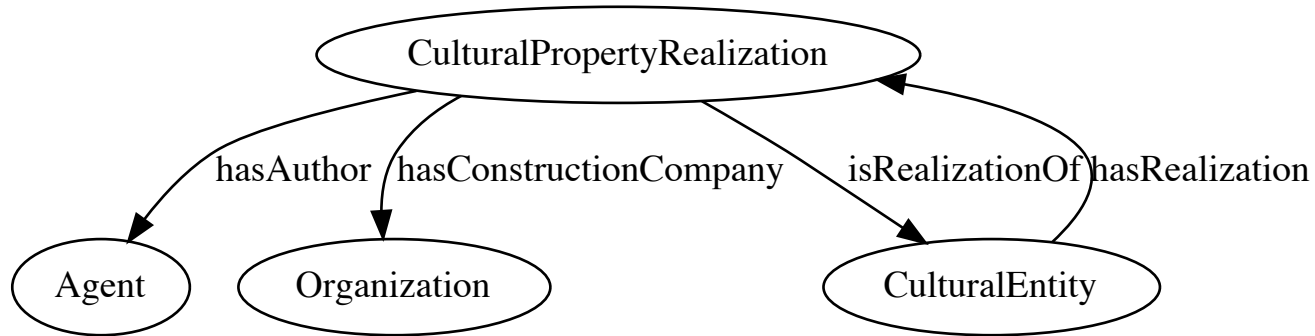 CulturalPropertyRealization
hasAuthor
hasConstructionCompany
isRealizationOf
hasRealization
Agent
Organization
CulturalEntity